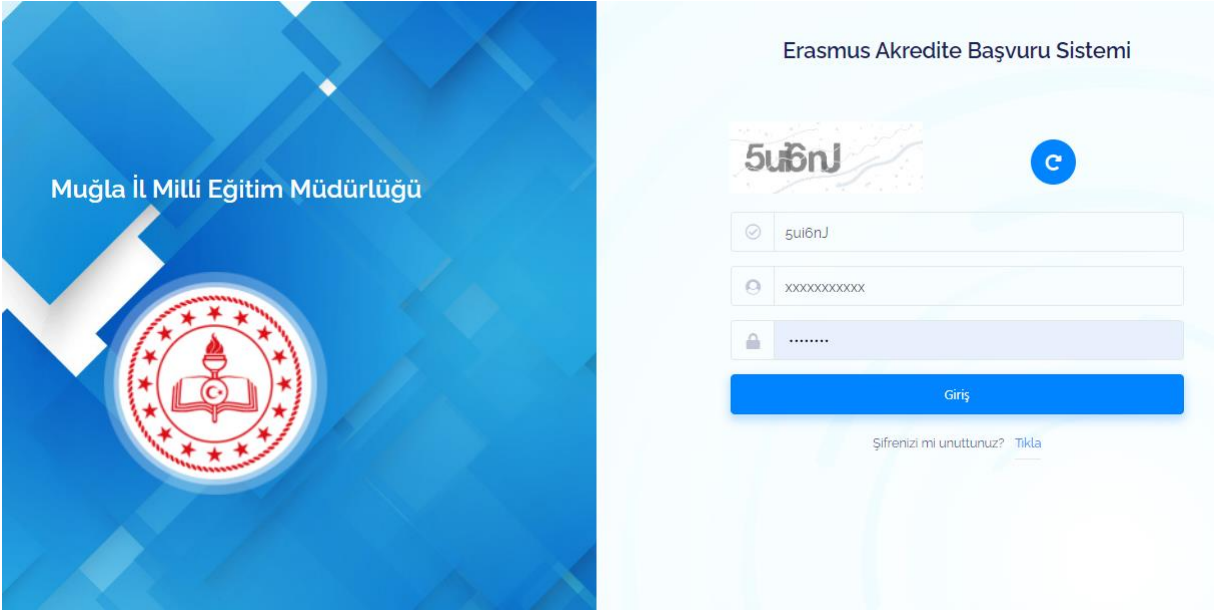 Erasmus Akredite Başvuru Sistemi
Muğla İl Milli Eğitim Müdürlüğü
5ui6nJ
5ui6nJ
xxxxxxxxxxx
........
Giriş
Şifrenizi mi unuttunuz? Tıkla